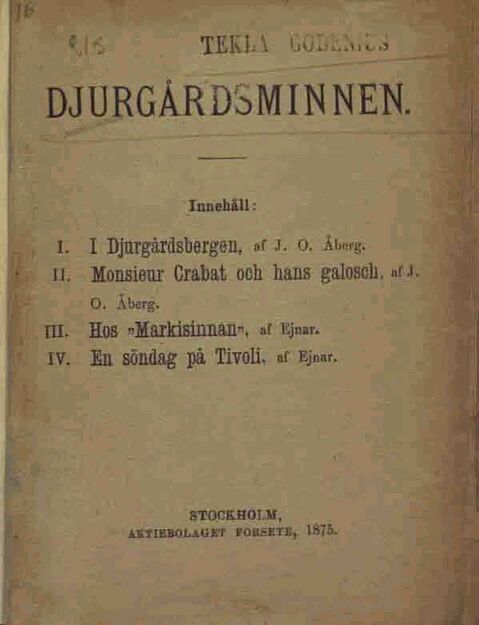 16
TEKLA GODENIUS
DJURGÅRDSMINNEN.
Innehåll:
I. I Djurgårdsbergen, af J. O. Åberg.
II. Monsieur Crabat och hans galosch, af J.
O. Åberg.
III. Hos »Markisinnan», af Ejnar.
IV. En söndag på Tivoli, af Ejnar.
STOCKHOLM,
AKTIEBOLAGET FORSETE, 1875.